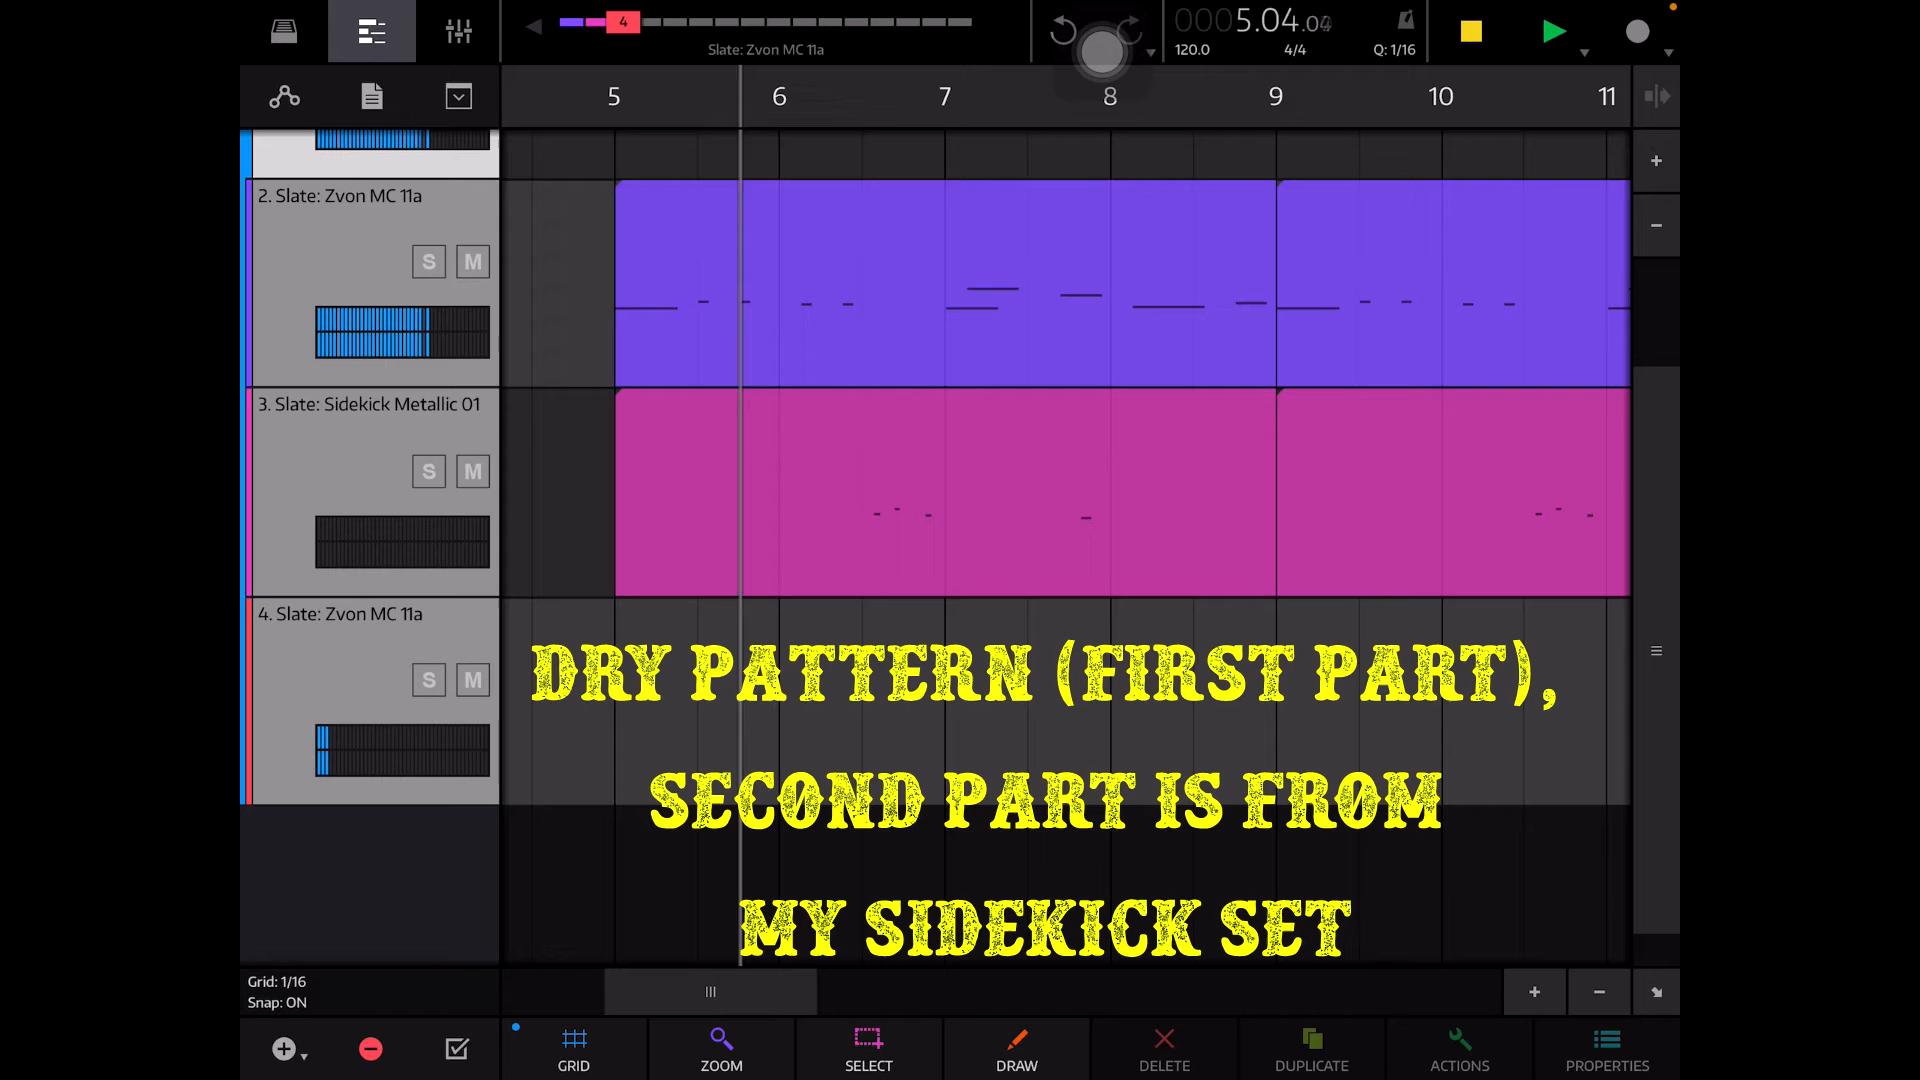 4
Slate: Zvon MC 11a
0005.04.04
120.0
4/4
Q: 1/16
5
6
7
8
9
10
11
2. Slate: Zvon MC 11a
S
M
3. Slate: Sidekick Metallic 01
S
M
4. Slate: Zvon MC 11a
S
M
DRY PATTERN (FIRST PART),
SECOND PART IS FROM
MY SIDEKICK SET
Grid: 1/16
Snap: ON
GRID
ZOOM
SELECT
DRAW
DELETE
DUPLICATE
ACTIONS
PROPERTIES